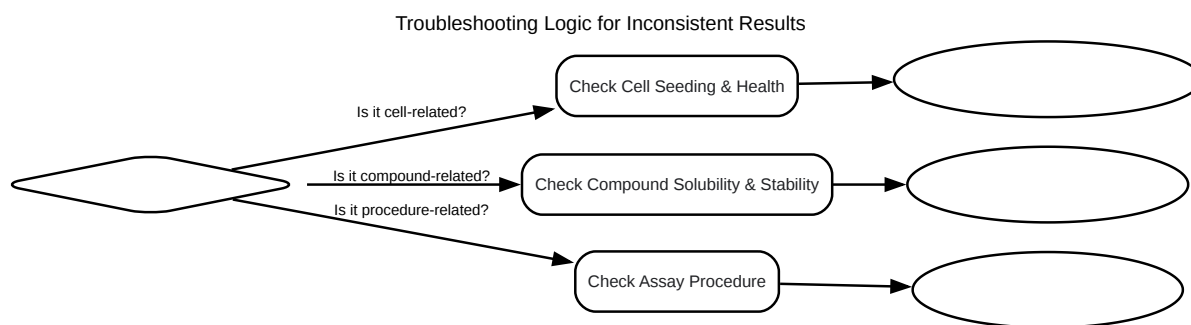 Troubleshooting Logic for Inconsistent Results
Check Cell Seeding & Health
Is it cell-related?
Is it compound-related?
Check Compound Solubility & Stability
Is it procedure-related?
Check Assay Procedure